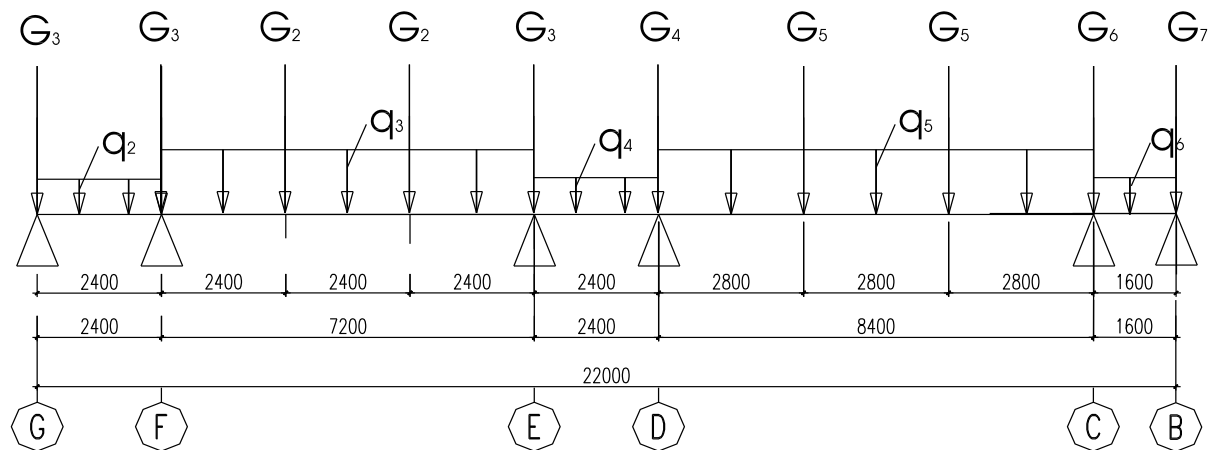 G₃ G₃ G₂ G₂ G₃ G₄ G₅ G₅ G₆ G₇
q₂ q₃ q₄ q₅ q₆
2400 2400 2400 2400 2400 2800 2800 2800 1600
2400 7200 2400 8400 1600
22000
G F E D C B